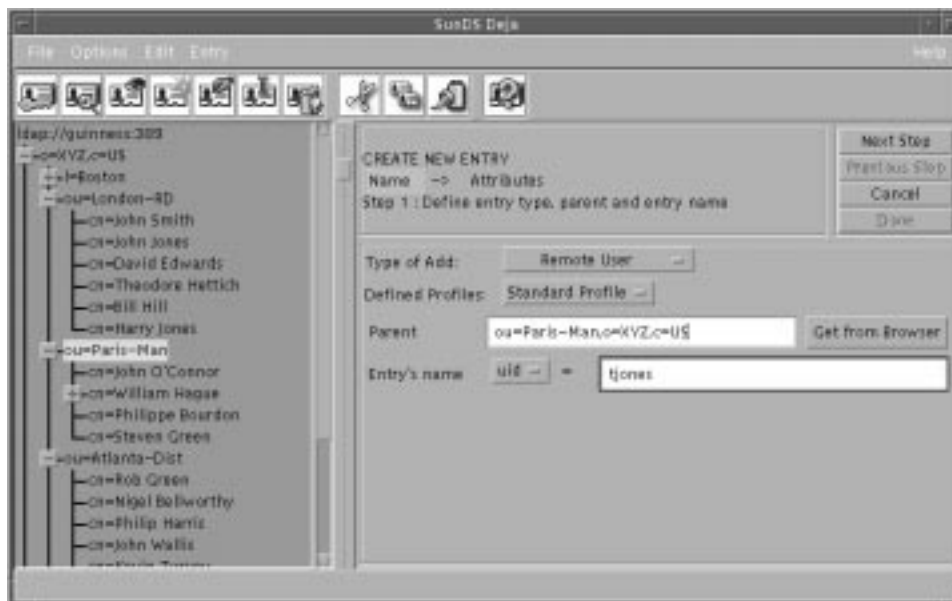 SunDS Deja
File Options Edit Entry Help
ldap://guinness:389
o=XYZ,c=US
l=Boston
ou=London-RD
cn=John Smith
cn=John Jones
cn=David Edwards
cn=Theodore Hettich
cn=Bill Hill
cn=Harry Jones
ou=Paris-Man
cn=John O'Connor
cn=William Hague
cn=Philippe Bourdon
cn=Steven Green
ou=Atlanta-Dist
cn=Rob Green
cn=Nigel Bellworthy
cn=Philip Harris
cn=John Wallis
CREATE NEW ENTRY
Name -> Attributes
Step 1 : Define entry type, parent and entry name
Next Step
Previous Step
Cancel
Done
Type of Add: Remote User
Defined Profiles: Standard Profile
Parent ou=Paris-Man,o=XYZ,c=US Get from Browser
Entry's name uid = tjones